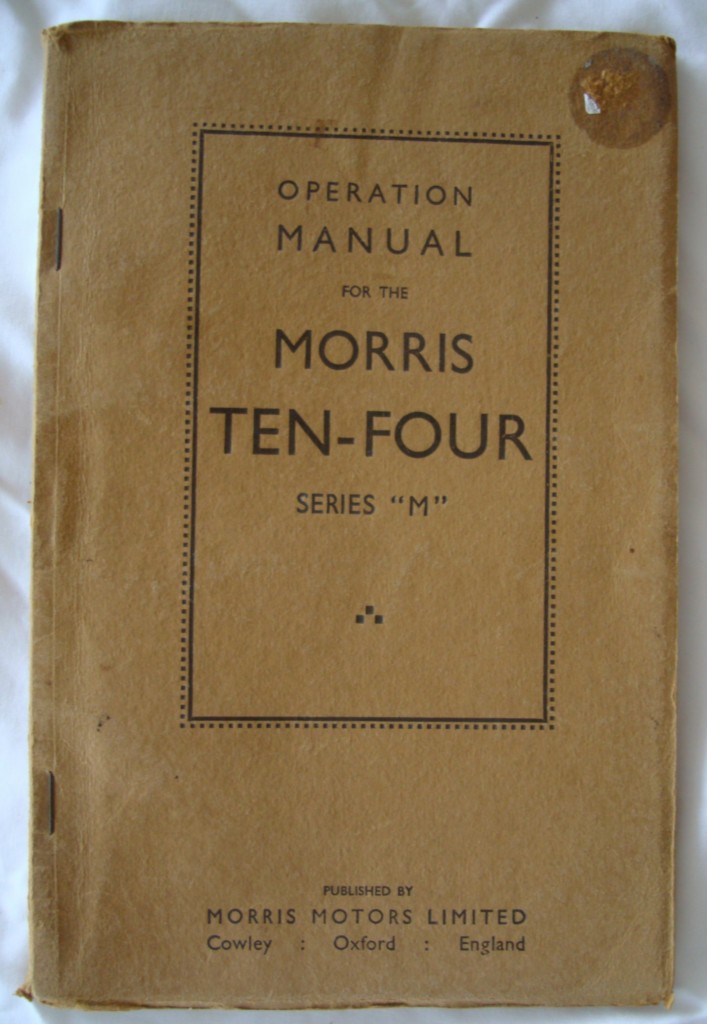 OPERATION
MANUAL
FOR THE
MORRIS
TEN-FOUR
SERIES “M”
PUBLISHED BY
MORRIS MOTORS LIMITED
Cowley : Oxford : England